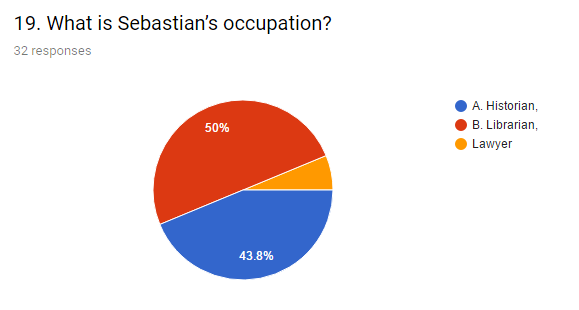 19. What is Sebastian’s occupation?
32 responses
50%
43.8%
A. Historian,
B. Librarian,
Lawyer